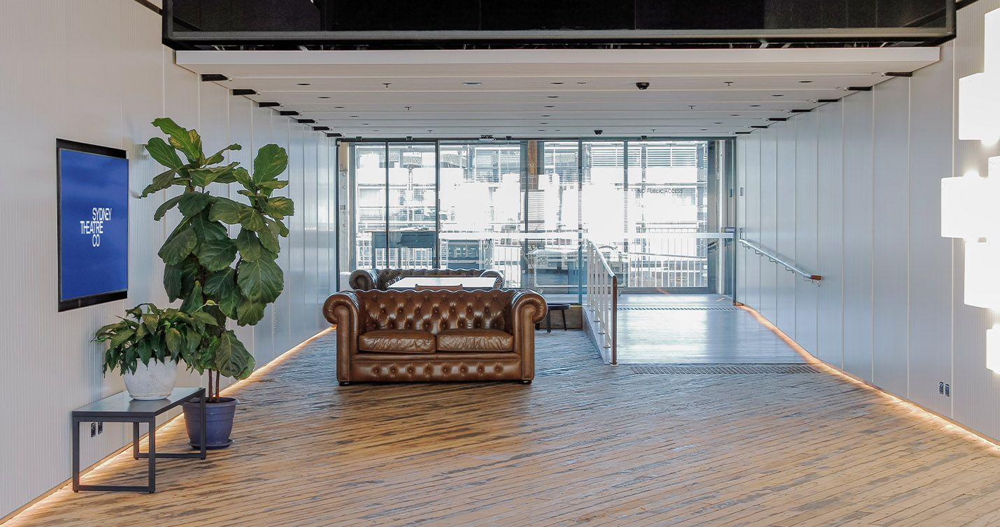 SYDNEY
THEATRE
CO
NO PUBLIC ACCESS